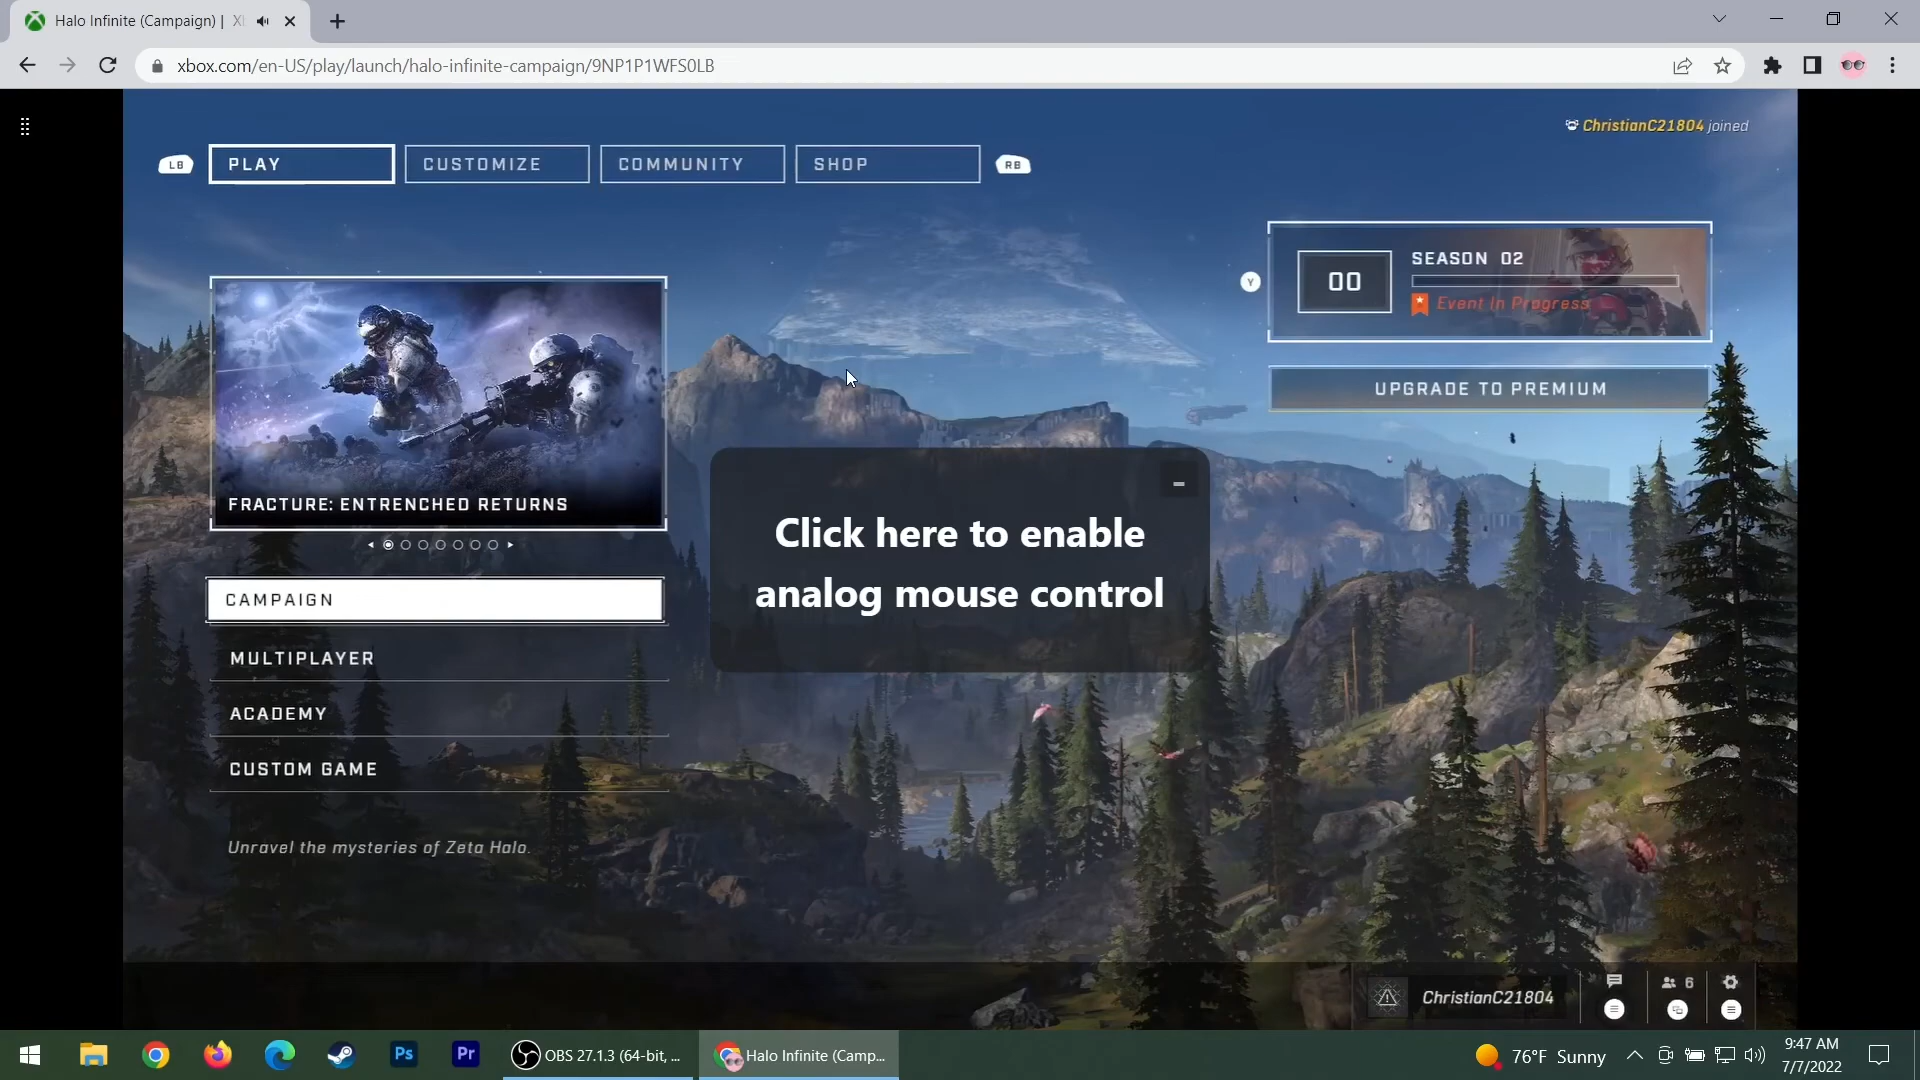 Halo Infinite (Campaign) |
xbox.com/en-US/play/launch/halo-infinite-campaign/9NP1P1WFS0LB
ChristianC21804 joined
LB
PLAY
CUSTOMIZE
COMMUNITY
SHOP
RB
Y
00
SEASON 02
Event In Progress
UPGRADE TO PREMIUM
FRACTURE: ENTRENCHED RETURNS
Click here to enable
analog mouse control
CAMPAIGN
MULTIPLAYER
ACADEMY
CUSTOM GAME
Unravel the mysteries of Zeta Halo.
ChristianC21804
6
Ps
Pr
OBS 27.1.3 (64-bit, ...
Halo Infinite (Camp...
76°F Sunny
9:47 AM
7/7/2022